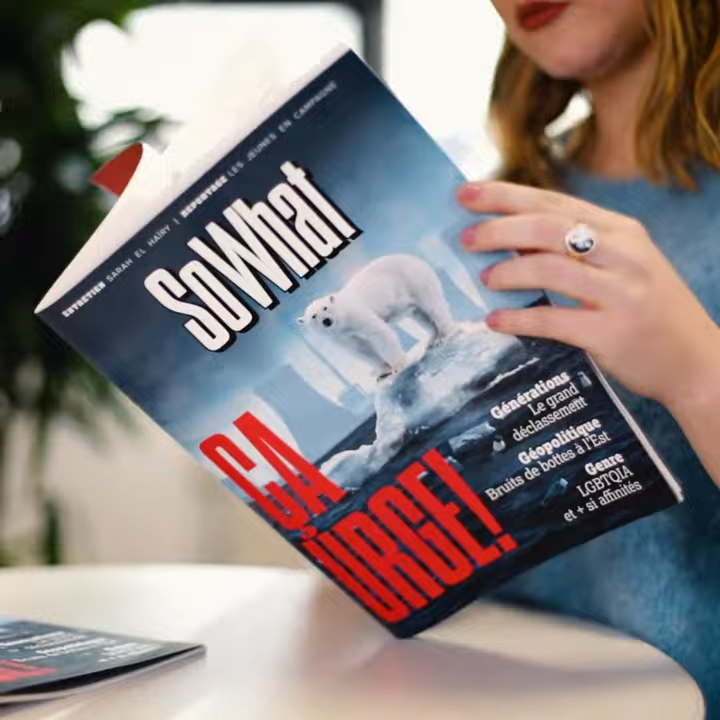 ENTRETIEN SARAH EL HAÏRY | REPORTAGE LES JEUNES EN CAMPAGNE
SoWhat
ÇA
URGE!
Générations
Le grand
déclassement
Géopolitique
Bruits de bottes à l'Est
Genre
LGBTQIA
et + si affinités